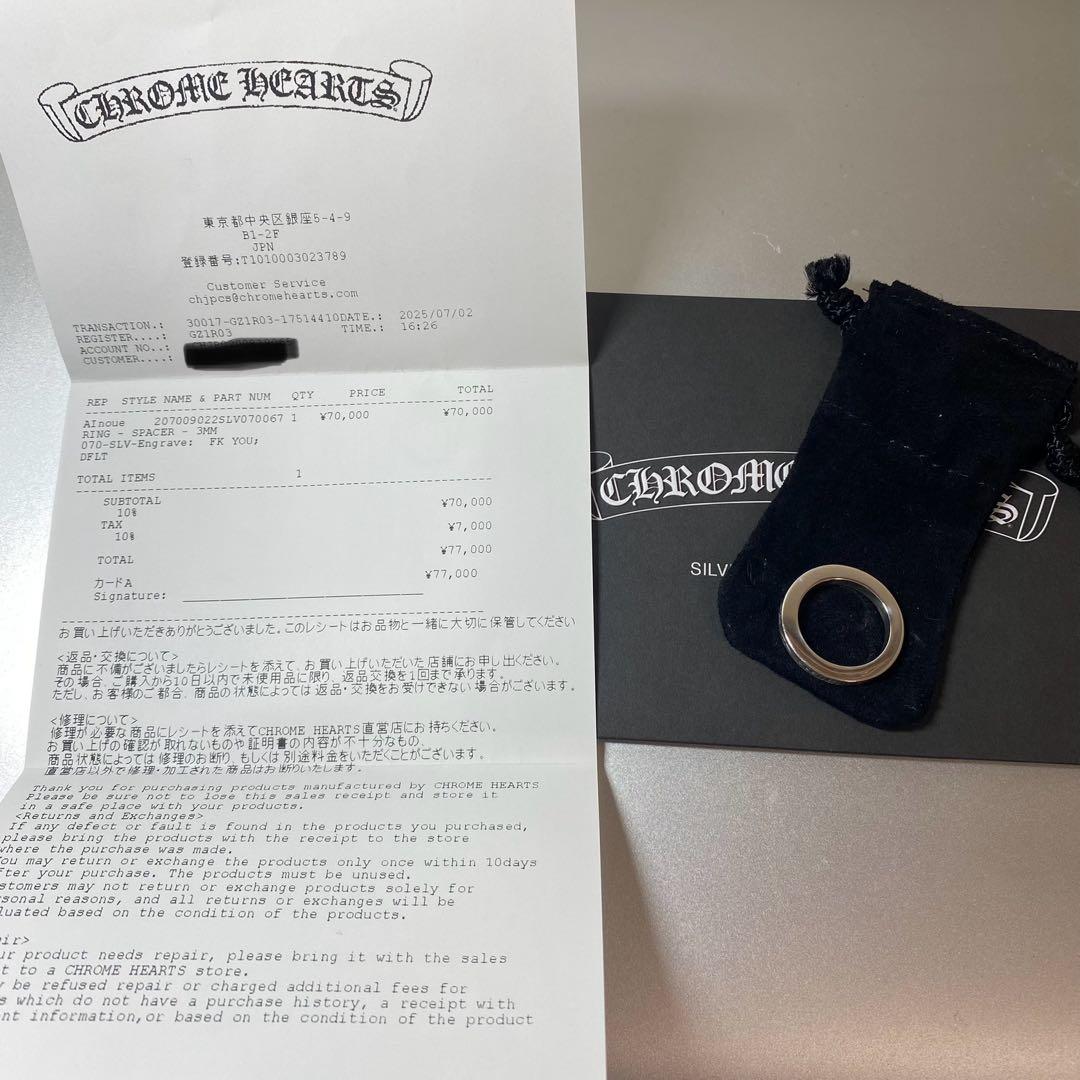 CHROME HEARTS
東京都中央区銀座5-4-9
B1-2F
JPN
登録番号:T1010003023789
Customer Service
chjpcs@chromehearts.com
TRANSACTION.: 30017-GZ1R03-17514410DATE.: 2025/07/02
REGISTER....: GZ1R03 TIME.: 16:26
ACCOUNT NO..:
CUSTOMER....:
REP STYLE NAME & PART NUM QTY PRICE TOTAL
AInoue 207009022SLV070067 1 ¥70,000 ¥70,000
RING - SPACER - 3MM
070-SLV-Engrave: FK YOU;
DFLT
TOTAL ITEMS 1
SUBTOTAL ¥70,000
10%
TAX ¥7,000
10%
TOTAL ¥77,000
カードA ¥77,000
Signature:
お買い上げいただきありがとうございました。このレシートはお品物と一緒に大切に保管してください
<返品・交換について>
商品に不備がございましたらレシートを添えて、お買い上げいただいた店舗にお申し出ください。
その場合、ご購入から10日以内で未使用品に限り、返品交換を1回まで承ります。
ただし、お客様のご都合、商品の状態によっては返品・交換をお受けできない場合がございます。
<修理について>
修理が必要な商品にレシートを添えてCHROME HEARTS直営店にお持ちください。
お買い上げの確認が取れないものや証明書の内容が不十分なもの、
商品状態によっては修理のお断り、もしくは別途料金をいただくことがございます。
直営店以外で修理・加工された商品はお断りいたします。
Thank you for purchasing products manufactured by CHROME HEARTS
Please be sure not to lose this sales receipt and store it
in a safe place with your products.
<Returns and Exchanges>
If any defect or fault is found in the products you purchased,
please bring the products with the receipt to the store
where the purchase was made.
You may return or exchange the products only once within 10days
after your purchase. The products must be unused.
stomers may not return or exchange products solely for
rsonal reasons, and all returns or exchanges will be
luated based on the condition of the products.
air>
ur product needs repair, please bring it with the sales
t to a CHROME HEARTS store.
y be refused repair or charged additional fees for
s which do not have a purchase history, a receipt with
ent information,or based on the condition of the product
CHROME
S
SILV